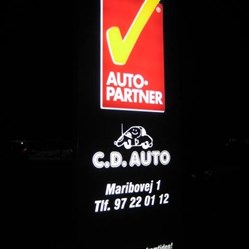 AUTO-
PARTNER
C.D. AUTO
Maribovej 1
Tlf. 97 22 01 12